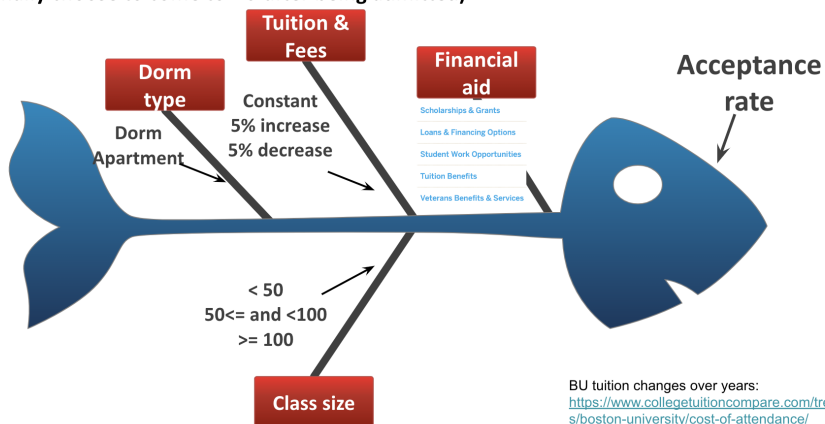 Tuition &
Fees
Financial
aid
Acceptance
rate
Dorm
type
Constant
5% increase
5% decrease
Scholarships & Grants
Loans & Financing Options
Student Work Opportunities
Tuition Benefits
Veterans Benefits & Services
Dorm
Apartment
< 50
50<= and <100
>= 100
Class size
BU tuition changes over years:
https://www.collegetuitioncompare.com/tre
s/boston-university/cost-of-attendance/